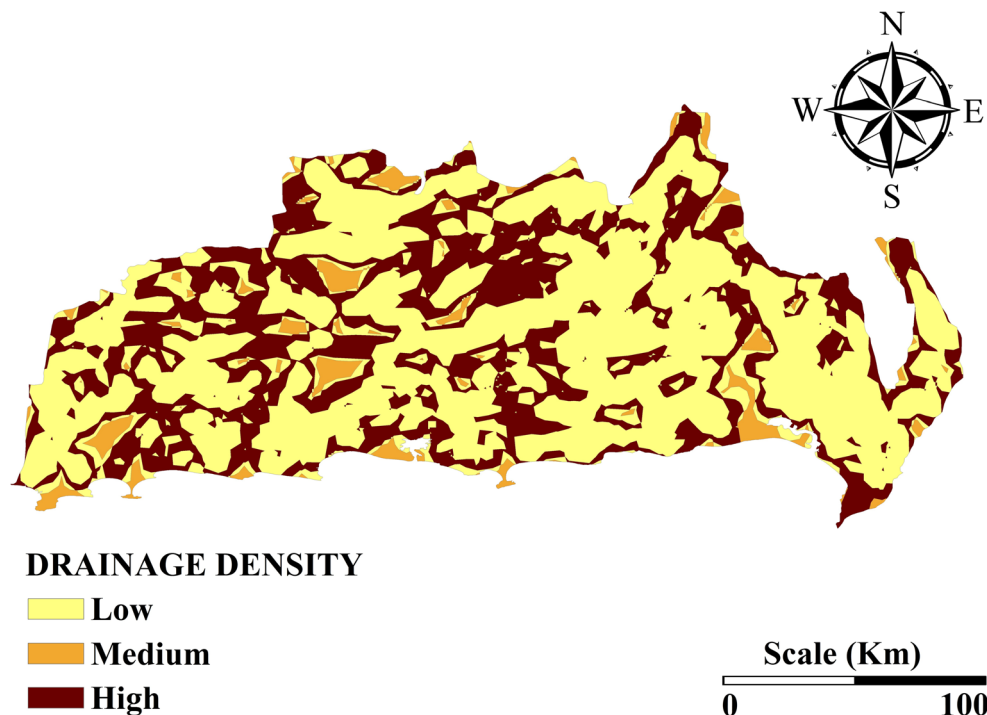 N
W E
S
DRAINAGE DENSITY
Low
Medium
High
Scale (Km)
0 100